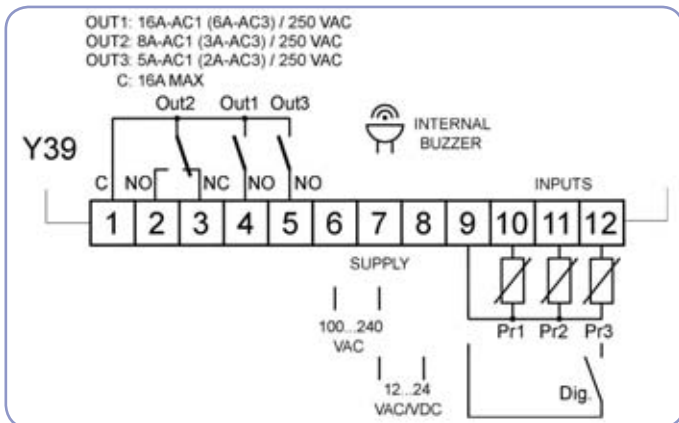 OUT1: 16A-AC1 (6A-AC3) / 250 VAC
OUT2: 8A-AC1 (3A-AC3) / 250 VAC
OUT3: 5A-AC1 (2A-AC3) / 250 VAC
C: 16A MAX
Out2 Out1 Out3
INTERNAL
BUZZER
Y39
C NO NC NO NO INPUTS
1 2 3 4 5 6 7 8 9 10 11 12
SUPPLY
100...240
VAC
Pr1 Pr2 Pr3
12...24
VAC/VDC
Dig.